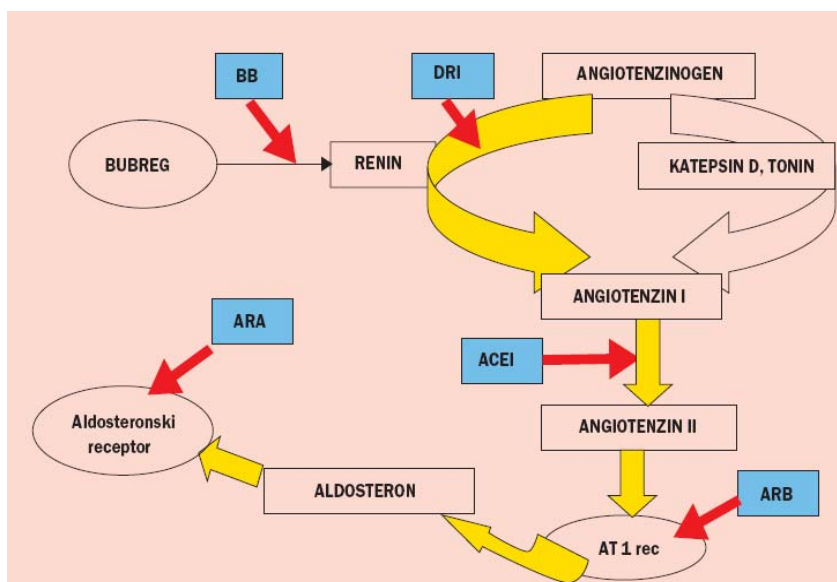 BB
DRI
ANGIOTENZINOGEN
BUBREG
RENIN
KATEPSIN D, TONIN
ANGIOTENZIN I
ARA
ACEI
Aldosteronski
receptor
ANGIOTENZIN II
ALDOSTERON
ARB
AT 1 rec